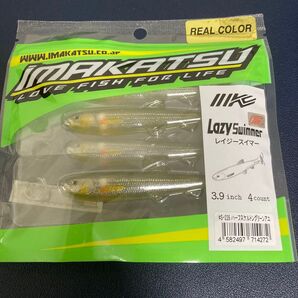 REAL COLOR
WWW.IMAKATSU.CO.JP
IMAKATSU
LOVE FISH FOR LIFE
Lazy Swimmer
レイジースイマー
3.9 inch 4 count
4 582497 714272